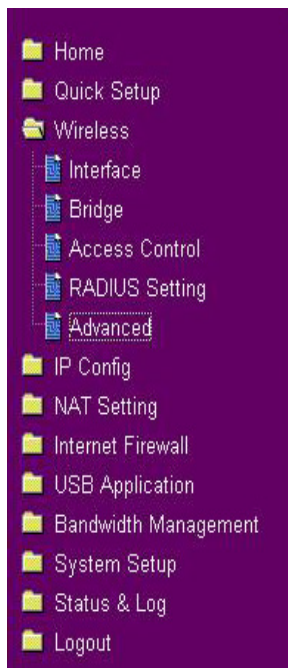 Home
Quick Setup
Wireless
Interface
Bridge
Access Control
RADIUS Setting
Advanced
IP Config
NAT Setting
Internet Firewall
USB Application
Bandwidth Management
System Setup
Status & Log
Logout